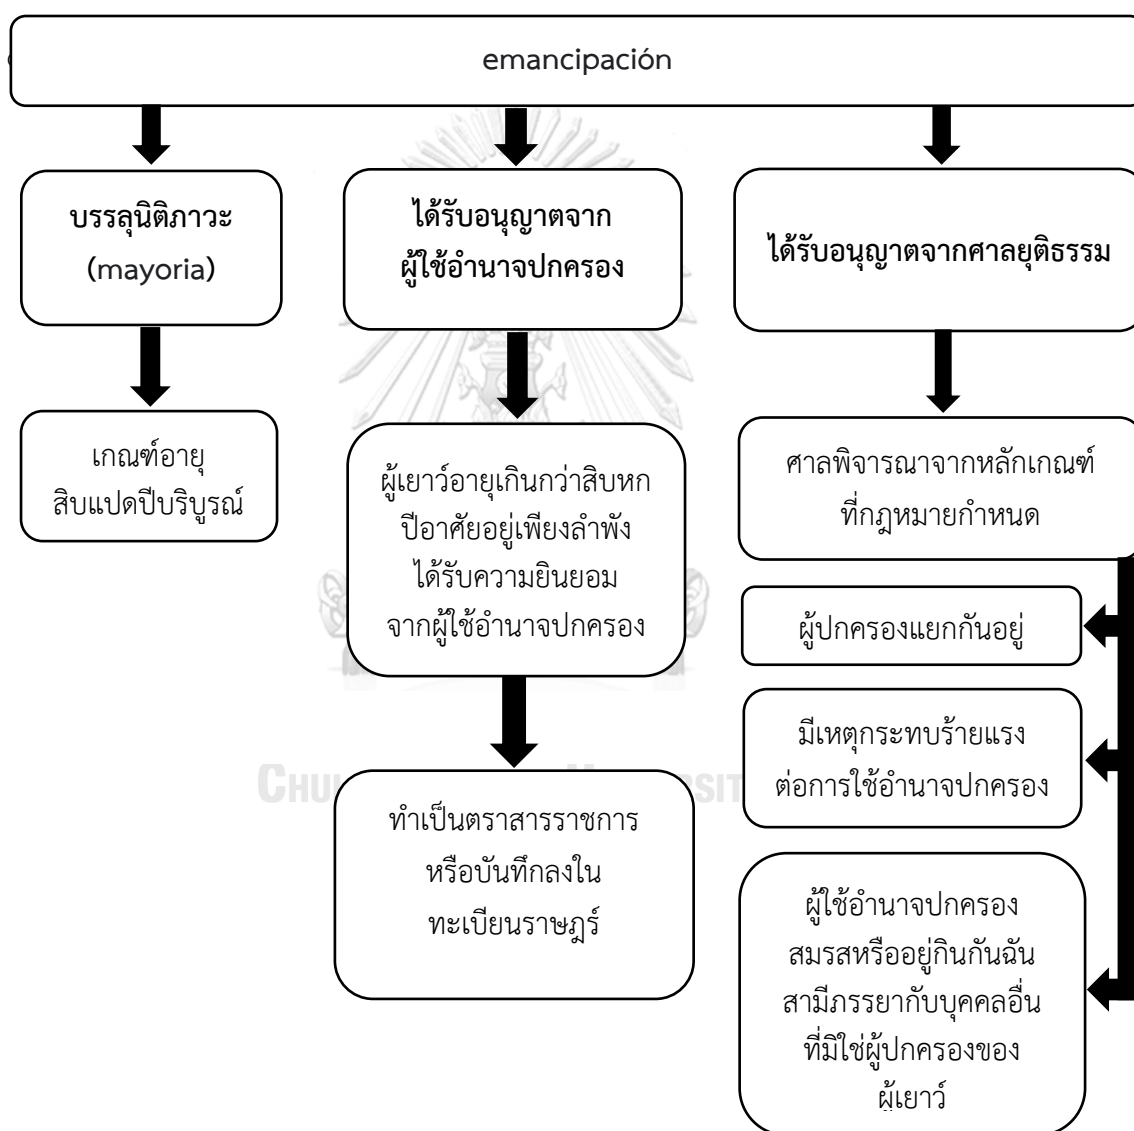 emancipación
บรรลุนิติภาวะ
(mayoria)
เกณฑ์อายุ
สิบแปดปีบริบูรณ์
ได้รับอนุญาตจาก
ผู้ใช้อำนาจปกครอง
ผู้เยาว์อายุเกินกว่าสิบหก
ปีอาศัยอยู่เพียงลำพัง
ได้รับความยินยอม
จากผู้ใช้อำนาจปกครอง
ทำเป็นตราสารราชการ
หรือบันทึกลงใน
ทะเบียนราษฎร์
ได้รับอนุญาตจากศาลยุติธรรม
ศาลพิจารณาจากหลักเกณฑ์
ที่กฎหมายกำหนด
ผู้ปกครองแยกกันอยู่
มีเหตุกระทบร้ายแรง
ต่อการใช้อำนาจปกครอง
ผู้ใช้อำนาจปกครอง
สมรสหรืออยู่กินกันฉัน
สามีภรรยากับบุคคลอื่น
ที่มิใช่ผู้ปกครองของ
ผู้เยาว์